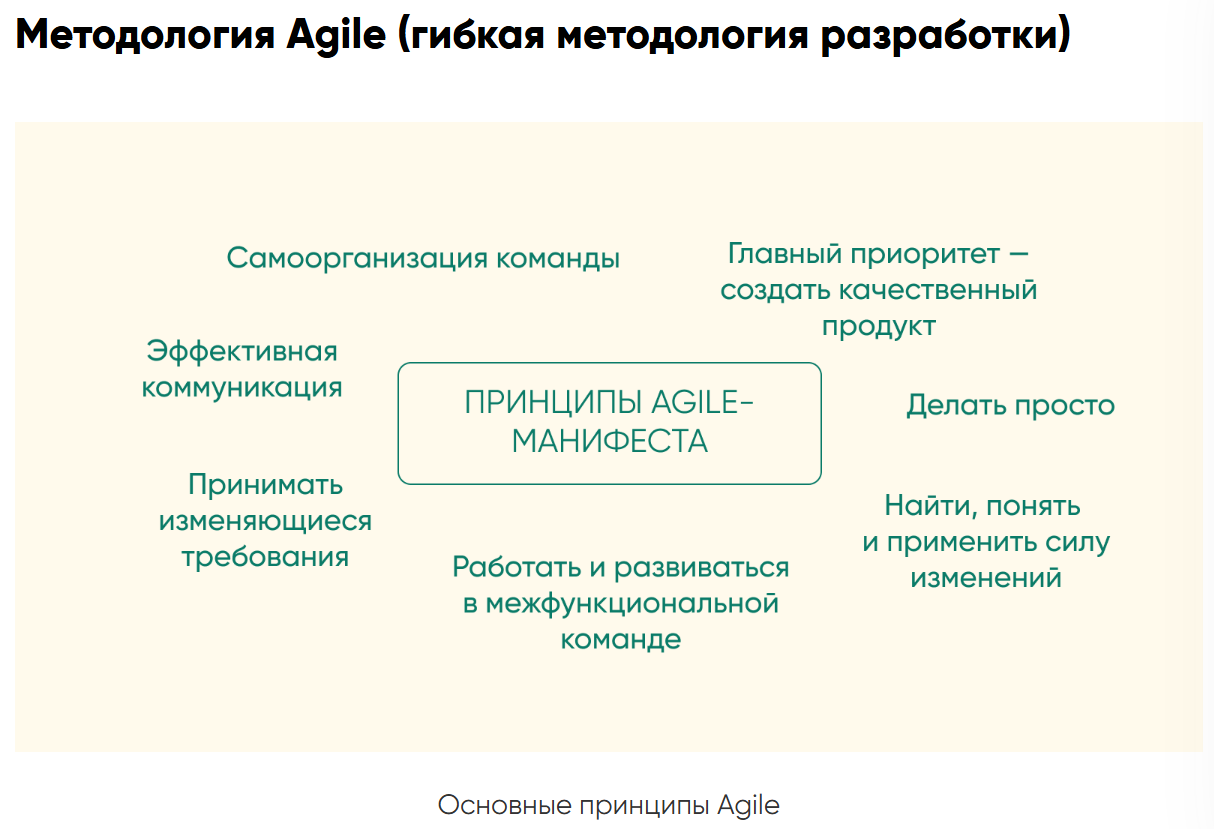 Методология Agile (гибкая методология разработки)
Самоорганизация команды
Главный приоритет —
создать качественный
продукт
Эффективная
коммуникация
ПРИНЦИПЫ AGILE-
МАНИФЕСТА
Делать просто
Принимать
изменяющиеся
требования
Найти, понять
и применить силу
изменений
Работать и развиваться
в межфункциональной
команде
Основные принципы Agile